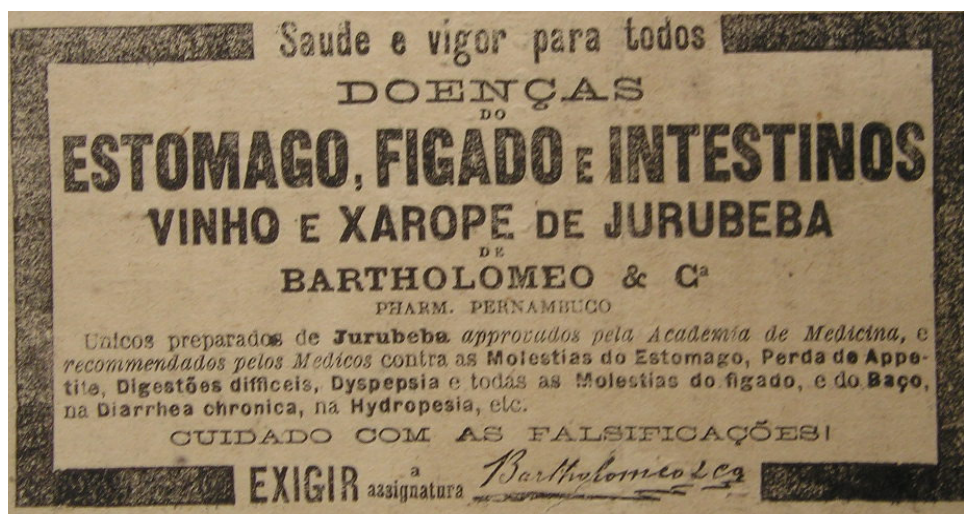 Saude e vigor para todos
DOENÇAS
DO
ESTOMAGO, FIGADO E INTESTINOS
VINHO E XAROPE DE JURUBEBA
DE
BARTHOLOMEO & Cª
PHARM. PERNAMBUCO
Unicos preparados de Jurubeba approvados pela Academia de Medicina, e
recommendados pelos Medicos contra as Molestias do Estomago, Perda de Appe-
tite, Digestões difficeis, Dyspepsia e todas as Molestias do figado, e do Baço,
na Diarrhea chronica, na Hydropesia, etc.
CUIDADO COM AS FALSIFICAÇÕES!
EXIGIR a assignatura Bartholomeo & Ca